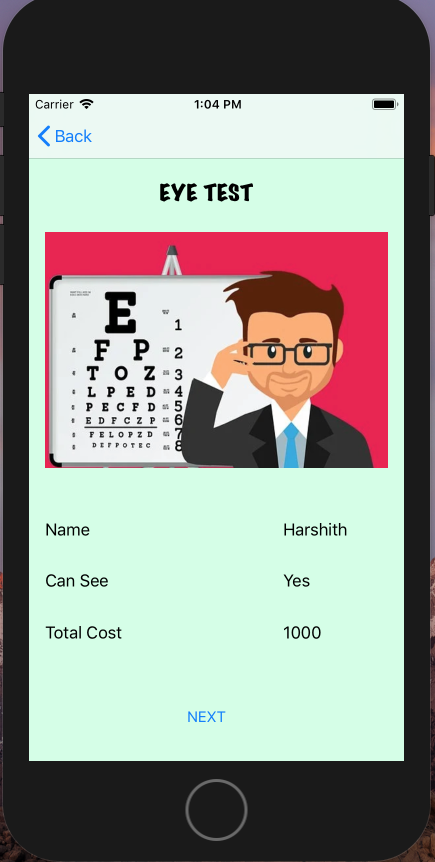 Carrier 1:04 PM
Back
EYE TEST
E 1
F P 2
T O Z 3
L P E D 4
P E C F D 5
E D F C Z P 6
F E L O P Z D 7
D E F P O T E C 8
Name Harshith
Can See Yes
Total Cost 1000
NEXT